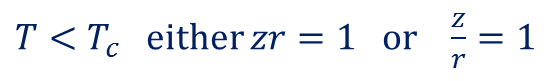 T < T_c either zr = 1 or z/r = 1